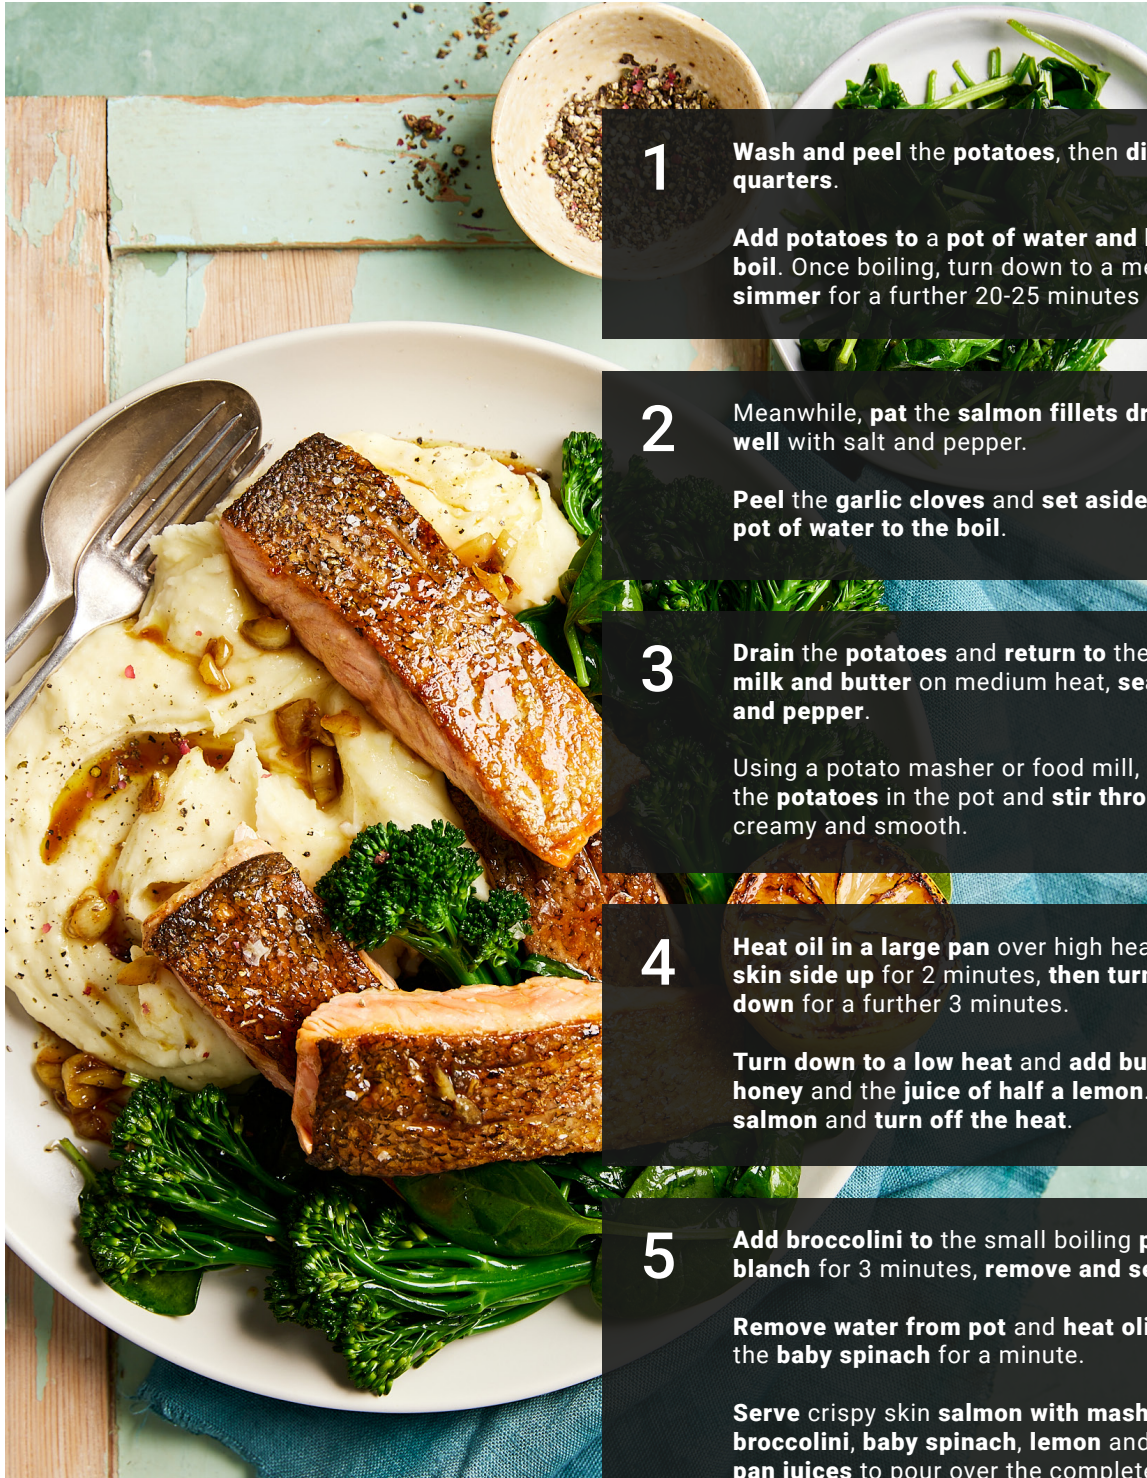 1
Wash and peel the potatoes, then
quarters.
Add potatoes to a pot of water and
boil. Once boiling, turn down to a
simmer for a further 20-25 minutes
2
Meanwhile, pat the salmon fillets
well with salt and pepper.
Peel the garlic cloves and set aside
pot of water to the boil.
3
Drain the potatoes and return to the
milk and butter on medium heat,
and pepper.
Using a potato masher or food mill,
the potatoes in the pot and stir
creamy and smooth.
4
Heat oil in a large pan over high
skin side up for 2 minutes, then turn
down for a further 3 minutes.
Turn down to a low heat and add
honey and the juice of half a lemon.
salmon and turn off the heat.
5
Add broccolini to the small boiling
blanch for 3 minutes, remove and
Remove water from pot and heat
the baby spinach for a minute.
Serve crispy skin salmon with mash
broccolini, baby spinach, lemon and
pan juices to pour over the